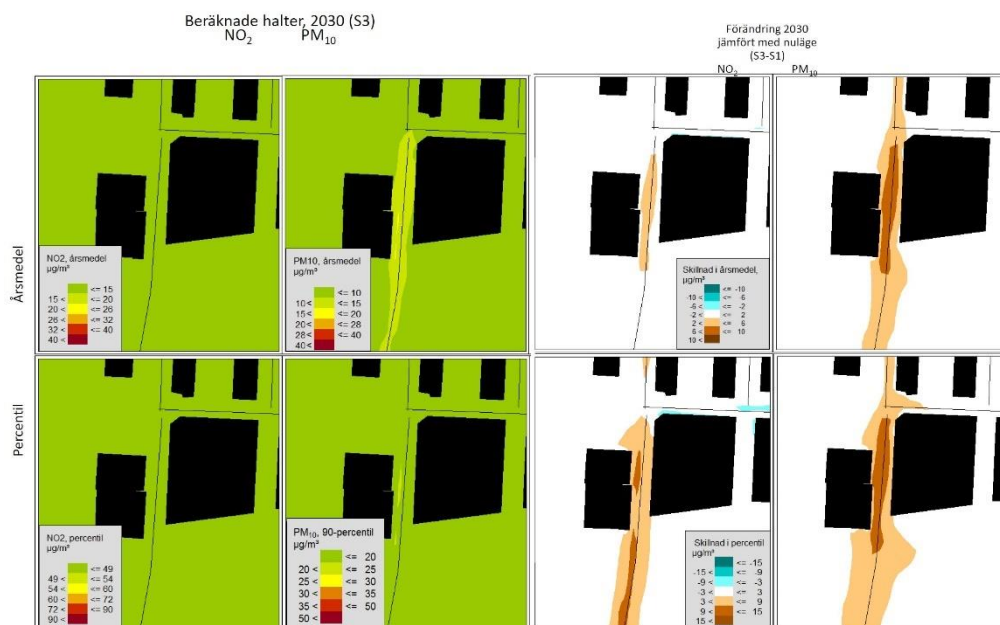 Beräknade halter, 2030 (S3)
NO₂ PM₁₀
Förändring 2030
jämfört med nuläge
(S3-S1)
NO₂ PM₁₀
Årsmedel
NO2, årsmedel
µg/m³
<= 15
15 < <= 20
20 < <= 26
26 < <= 32
32 < <= 40
40 <
PM10, årsmedel
µg/m³
<= 10
10 < <= 15
15 < <= 20
20 < <= 28
28 < <= 40
40 <
Skillnad i årsmedel,
µg/m³
<= -10
-10 < <= -6
-6 < <= -2
-2 < <= 2
2 < <= 6
6 < <= 10
10 <
Percentil
NO2, percentil
µg/m³
<= 49
49 < <= 54
54 < <= 60
60 < <= 72
72 < <= 90
90 <
PM₁₀, 90-percentil
µg/m³
<= 20
20 < <= 25
25 < <= 30
30 < <= 35
35 < <= 50
50 <
Skillnad i percentil
µg/m³
<= -15
-15 < <= -9
-9 < <= -3
-3 < <= 3
3 < <= 9
9 < <= 15
15 <